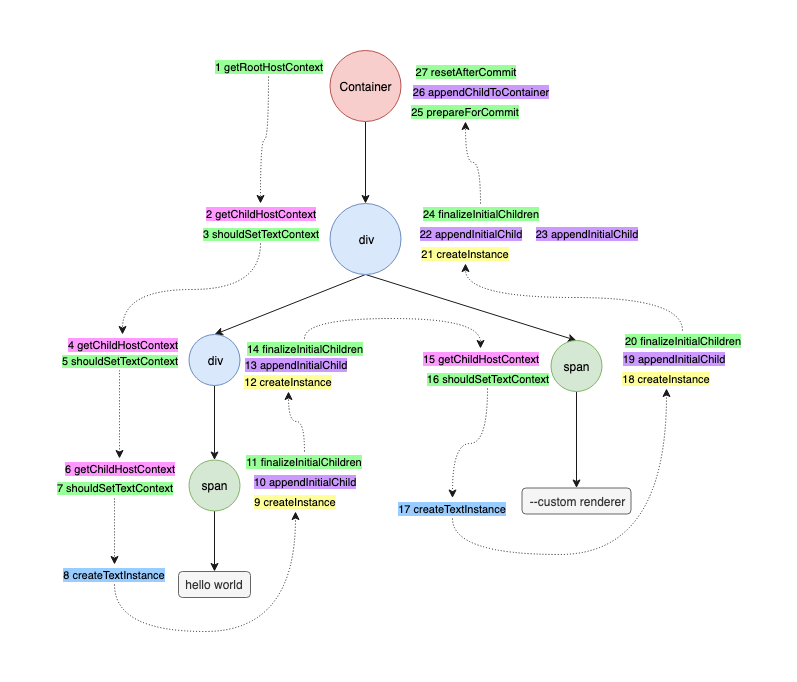 1 getRootHostContext
Container
27 resetAfterCommit
26 appendChildToContainer
25 prepareForCommit
2 getChildHostContext
3 shouldSetTextContext
div
24 finalizeInitialChildren
22 appendInitialChild
23 appendInitialChild
21 createInstance
4 getChildHostContext
5 shouldSetTextContext
div
14 finalizeInitialChildren
13 appendInitialChild
12 createInstance
15 getChildHostContext
16 shouldSetTextContext
span
20 finalizeInitialChildren
19 appendInitialChild
18 createInstance
6 getChildHostContext
7 shouldSetTextContext
span
11 finalizeInitialChildren
10 appendInitialChild
9 createInstance
17 createTextInstance
--custom renderer
8 createTextInstance
hello world